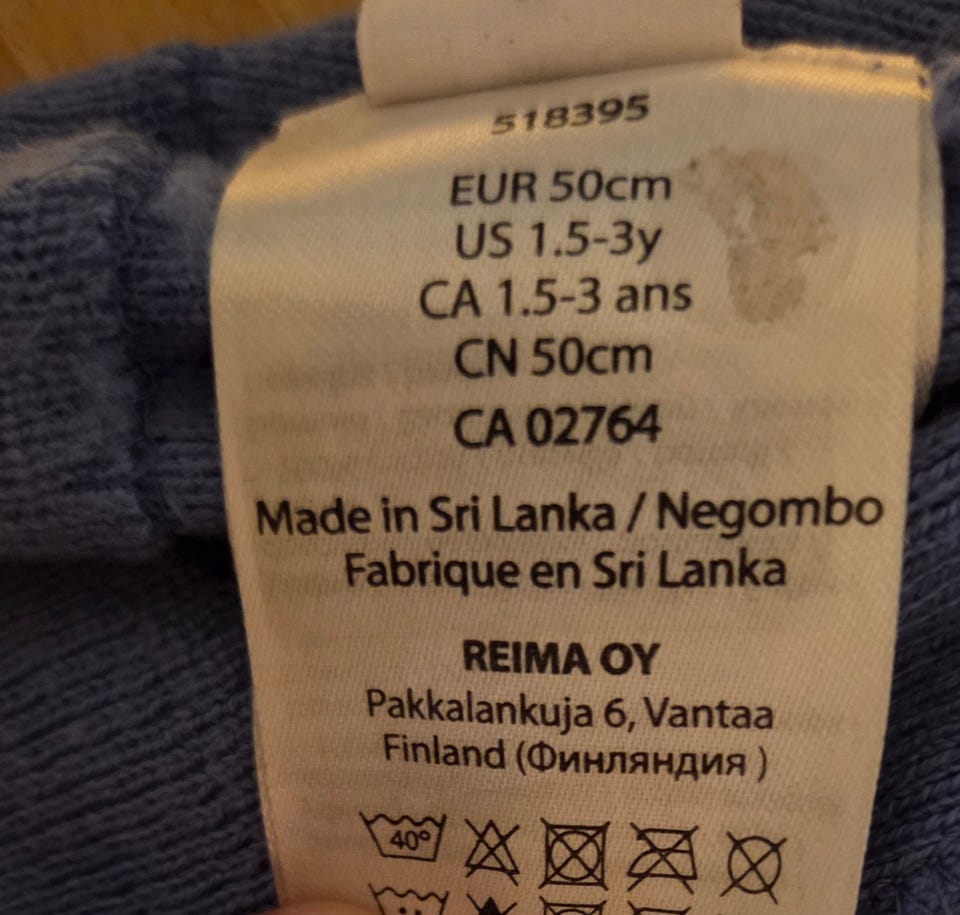 518395
EUR 50cm
US 1.5-3y
CA 1.5-3 ans
CN 50cm
CA 02764
Made in Sri Lanka / Negombo
Fabrique en Sri Lanka
REIMA OY
Pakkalankuja 6, Vantaa
Finland (Финляндия )
40°